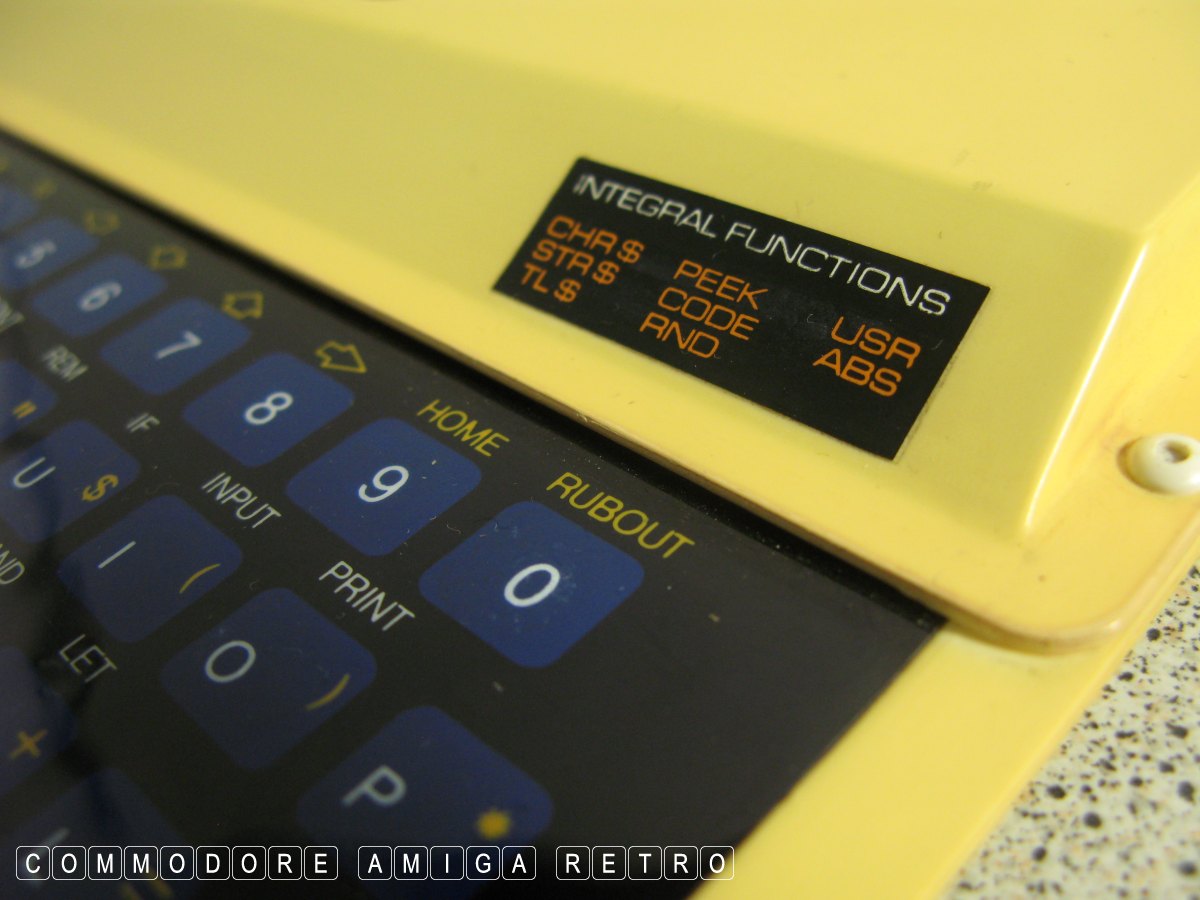 INTEGRAL FUNCTIONS
CHR $ PEEK USR
STR $ CODE ABS
TL $ RND
HOME
RUBOUT
5 6 7 8 9 0
REM IF INPUT PRINT
" U $ I ( O ) P *
LET
+
COMMODORE AMIGA RETRO